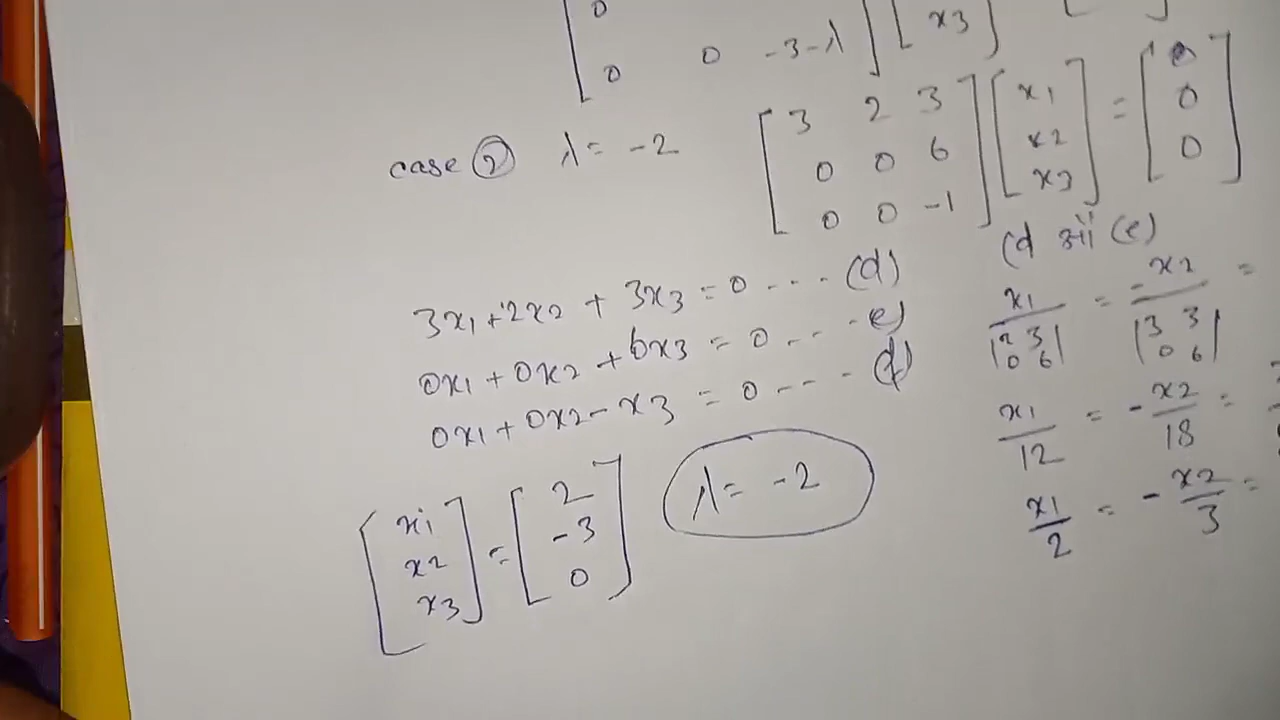 0
0 0 -3-λ x3
case ② λ = -2 [3 2 3; 0 0 6; 0 0 -1] [x1; x2; x3] = [0; 0; 0]
3x1+2x2 + 3x3 = 0 --- (d)
0x1 + 0x2 + 6x3 = 0 --- e)
0x1 + 0x2 - x3 = 0 --- (f)
[x1; x2; x3] = [2; -3; 0] λ = -2
(d (e)
x1 / |2 3; 0 6| = -x2 / |3 3; 0 6| =
x1/12 = -x2/18 =
x1/2 = -x2/3 =